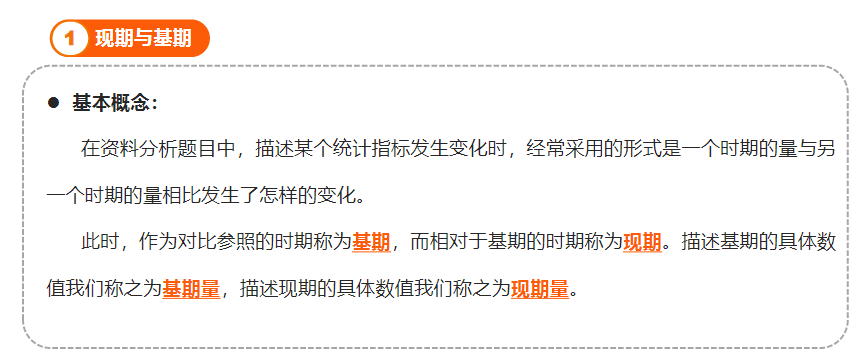 1 现期与基期
● 基本概念：
在资料分析题目中，描述某个统计指标发生变化时，经常采用的形式是一个时期的量与另
一个时期的量相比发生了怎样的变化。
此时，作为对比参照的时期称为基期，而相对于基期的时期称为现期。描述基期的具体数
值我们称之为基期量，描述现期的具体数值我们称之为现期量。